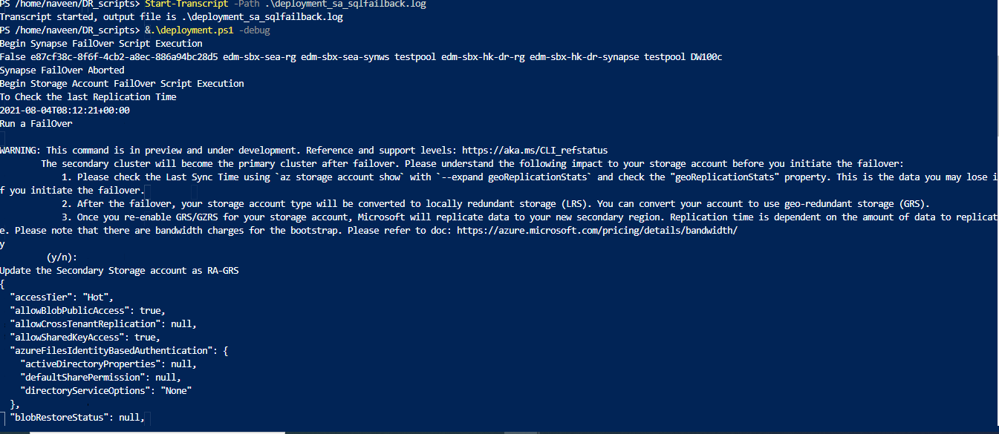 PS /home/naveen/DR_scripts> Start-Transcript -Path .\deployment_sa_sqlfailback.log
Transcript started, output file is .\deployment_sa_sqlfailback.log
PS /home/naveen/DR_scripts> &.\deployment.ps1 -debug
Begin Synapse FailOver Script Execution
False e87cf38c-8f6f-4cb2-a8ec-886a94bc28d5 edm-sbx-sea-rg edm-sbx-sea-synws testpool edm-sbx-hk-dr-rg edm-sbx-hk-dr-synapse testpool DW100c
Synapse FailOver Aborted
Begin Storage Account FailOver Script Execution
To Check the last Replication Time
2021-08-04T08:12:21+00:00
Run a FailOver
WARNING: This command is in preview and under development. Reference and support levels: https://aka.ms/CLI_refstatus
The secondary cluster will become the primary cluster after failover. Please understand the following impact to your storage account before you initiate the failover:
1. Please check the Last Sync Time using `az storage account show` with `--expand geoReplicationStats` and check the "geoReplicationStats" property. This is the data you may lose i
f you initiate the failover.
2. After the failover, your storage account type will be converted to locally redundant storage (LRS). You can convert your account to use geo-redundant storage (GRS).
3. Once you re-enable GRS/GZRS for your storage account, Microsoft will replicate data to your new secondary region. Replication time is dependent on the amount of data to replicat
e. Please note that there are bandwidth charges for the bootstrap. Please refer to doc: https://azure.microsoft.com/pricing/details/bandwidth/
y
(y/n):
Update the Secondary Storage account as RA-GRS
{
"accessTier": "Hot",
"allowBlobPublicAccess": true,
"allowCrossTenantReplication": null,
"allowSharedKeyAccess": true,
"azureFilesIdentityBasedAuthentication": {
"activeDirectoryProperties": null,
"defaultSharePermission": null,
"directoryServiceOptions": "None"
},
"blobRestoreStatus": null,